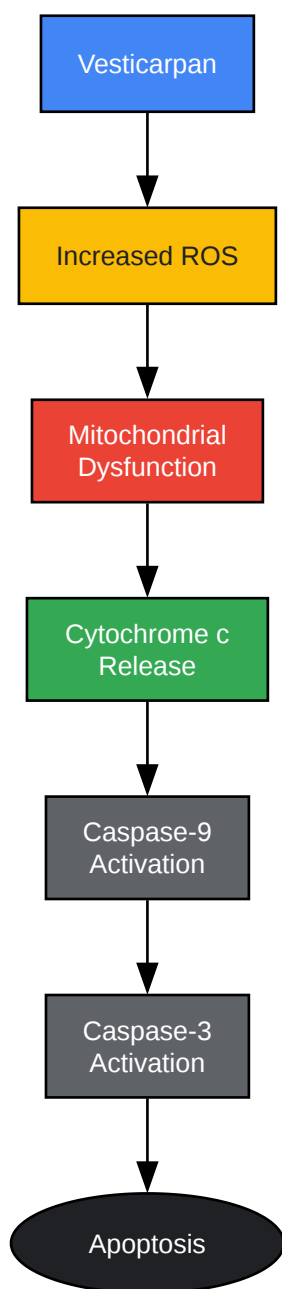 Vesticarpan
Increased ROS
Mitochondrial
Dysfunction
Cytochrome c
Release
Caspase-9
Activation
Caspase-3
Activation
Apoptosis